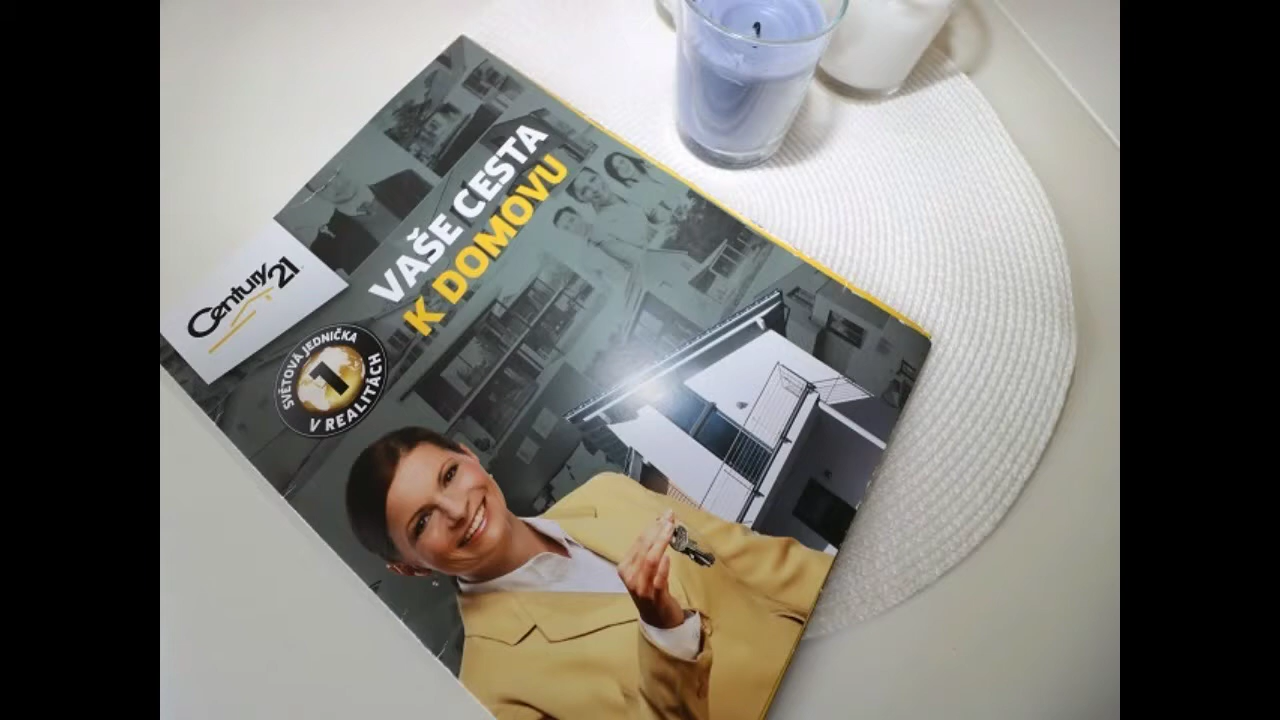 VAŠE CESTA
K DOMOVU
Century 21
SVĚTOVÁ JEDNIČKA
1
V REALITÁCH